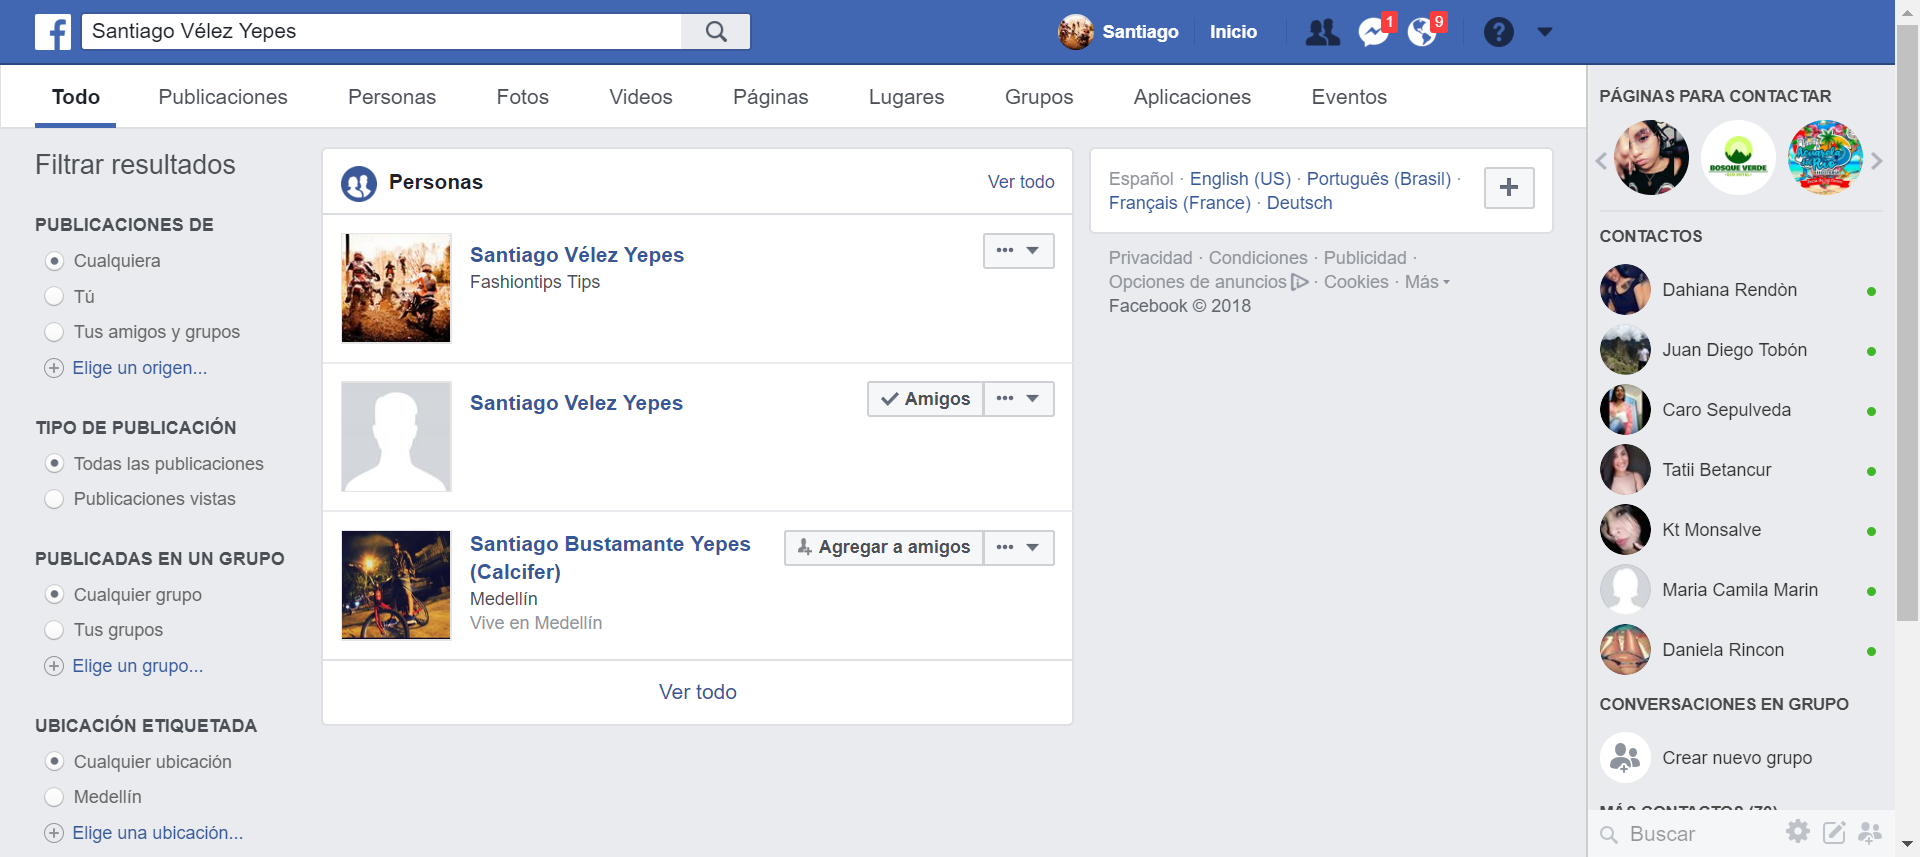 Santiago Vélez Yepes
Santiago
Inicio
1
9
Todo
Publicaciones
Personas
Fotos
Videos
Páginas
Lugares
Grupos
Aplicaciones
Eventos
Filtrar resultados
PUBLICACIONES DE
Cualquiera
Tú
Tus amigos y grupos
Elige un origen...
TIPO DE PUBLICACIÓN
Todas las publicaciones
Publicaciones vistas
PUBLICADAS EN UN GRUPO
Cualquier grupo
Tus grupos
Elige un grupo...
UBICACIÓN ETIQUETADA
Cualquier ubicación
Medellín
Elige una ubicación...
Personas
Ver todo
Santiago Vélez Yepes
Fashiontips Tips
Santiago Velez Yepes
Amigos
Santiago Bustamante Yepes
(Calcifer)
Medellín
Vive en Medellín
Agregar a amigos
Ver todo
Español · English (US) · Português (Brasil) ·
Français (France) · Deutsch
Privacidad · Condiciones · Publicidad ·
Opciones de anuncios · Cookies · Más
Facebook © 2018
PÁGINAS PARA CONTACTAR
BOSQUE VERDE
CONTACTOS
Dahiana Rendòn
Juan Diego Tobón
Caro Sepulveda
Tatii Betancur
Kt Monsalve
Maria Camila Marin
Daniela Rincon
CONVERSACIONES EN GRUPO
Crear nuevo grupo
MÁS CONTACTOS (70)
Buscar